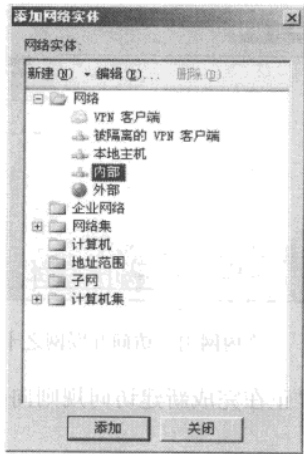 添加网络实体
网络实体:
新建(N) 编辑(E)... 删除(D)
网络
VPN 客户端
被隔离的 VPN 客户端
本地主机
内部
外部
企业网络
网络集
计算机
地址范围
子网
计算机集
添加 关闭